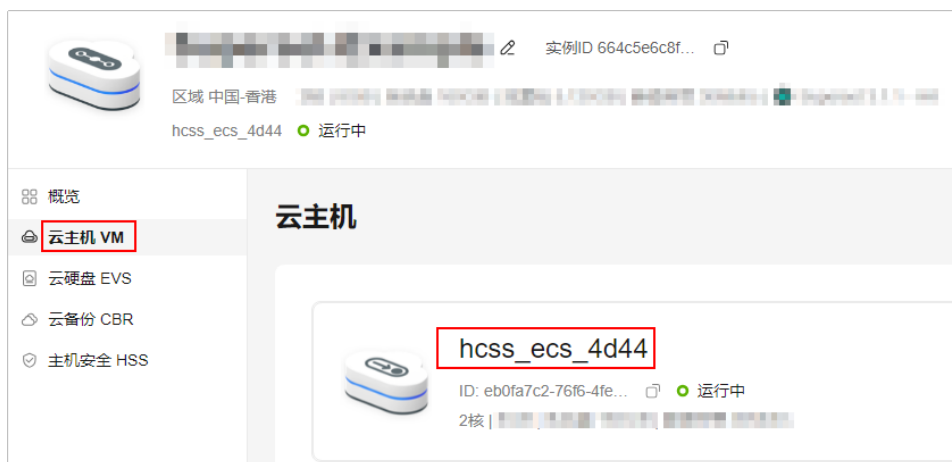 实例ID 664c5e6c8f...
区域 中国-香港
hcss_ecs_4d44 运行中
概览
云主机 VM
云硬盘 EVS
云备份 CBR
主机安全 HSS
云主机
hcss_ecs_4d44
ID: eb0fa7c2-76f6-4fe... 运行中
2核 |